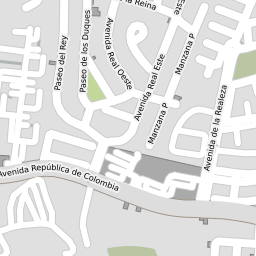 la Reina
Paseo de los Duques
Avenida Real Oeste
Paseo del Rey
Avenida Real Este
Manzana P
Manzana P
Avenida de la Realeza
Avenida República de Colombia